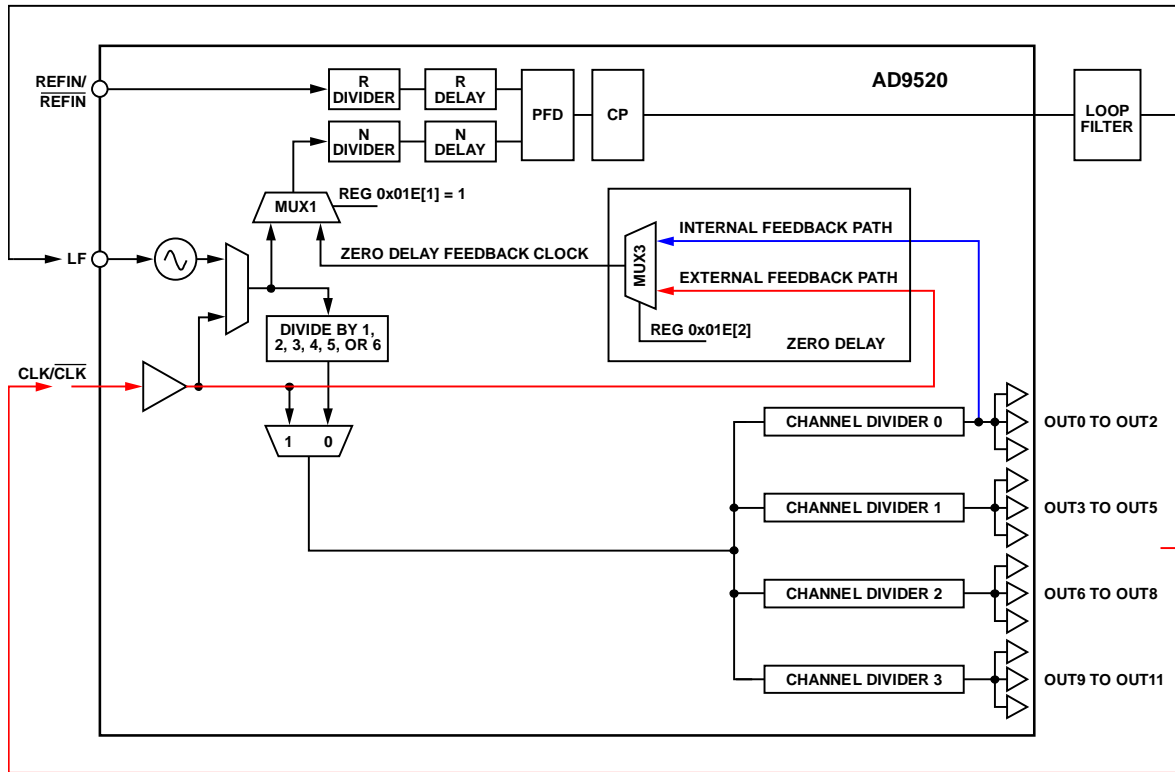 AD9520
REFIN/
REFIN
R
DIVIDER
R
DELAY
PFD
CP
LOOP
FILTER
N
DIVIDER
N
DELAY
REG 0x01E[1] = 1
MUX1
INTERNAL FEEDBACK PATH
LF
ZERO DELAY FEEDBACK CLOCK
MUX3
EXTERNAL FEEDBACK PATH
DIVIDE BY 1,
2, 3, 4, 5, OR 6
REG 0x01E[2]
ZERO DELAY
CLK/CLK
1 0
CHANNEL DIVIDER 0
OUT0 TO OUT2
CHANNEL DIVIDER 1
OUT3 TO OUT5
CHANNEL DIVIDER 2
OUT6 TO OUT8
CHANNEL DIVIDER 3
OUT9 TO OUT11